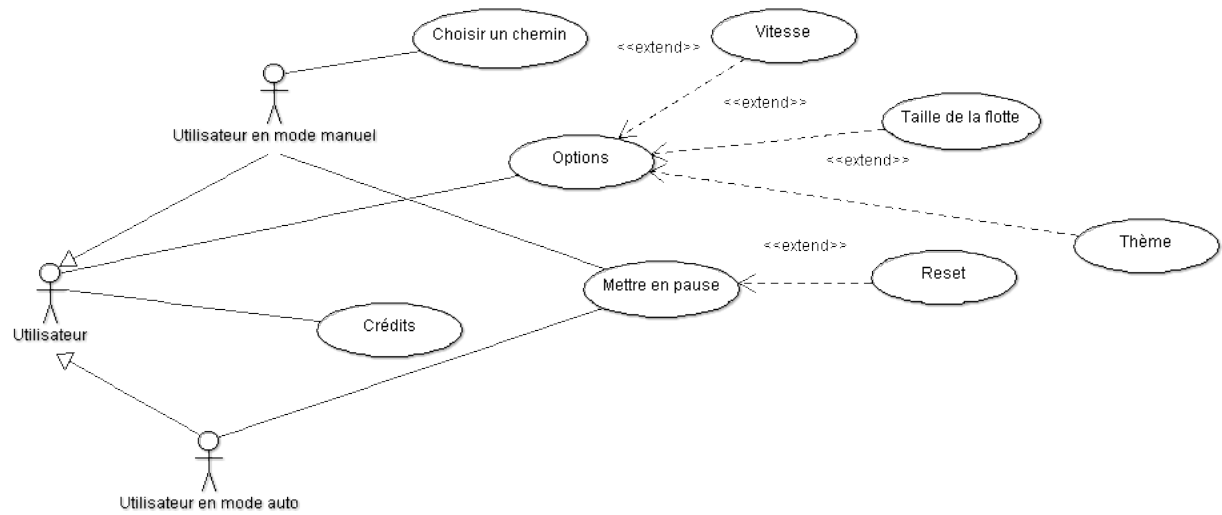 Choisir un chemin
Vitesse
<<extend>>
<<extend>>
Taille de la flotte
Utilisateur en mode manuel
Options
<<extend>>
Thème
<<extend>>
Reset
Mettre en pause
Utilisateur
Crédits
Utilisateur en mode auto